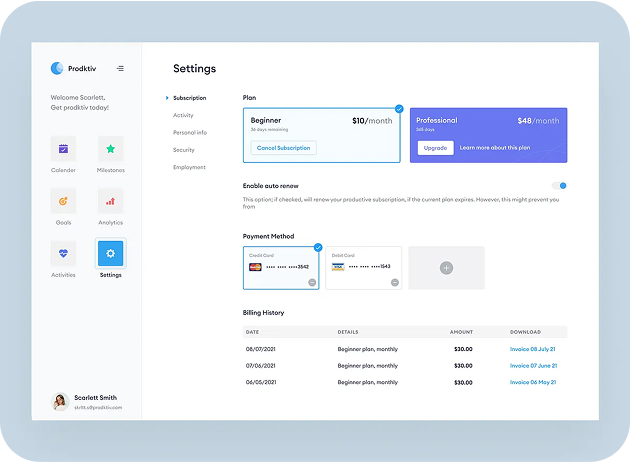 Prodktiv
Welcome Scarlett,
Get prodktiv today!
Calender
Milestones
Goals
Analytics
Activities
Settings
Scarlett Smith
skrltt.s@prodktiv.com
Settings
Subscription
Activity
Personal info
Security
Employment
Plan
Beginner
$10/month
36 days remaining
Cancel Subscription
Professional
$48/month
365 days
Upgrade
Learn more about this plan
Enable auto renew
This option; if checked, will renew your productive subscription, if the current plan expires. However, this might prevent you
from
Payment Method
Credit Card
•••• •••• ••••3542
Debit Card
VISA
•••• •••• ••••1543
Billing History
DATE DETAILS AMOUNT DOWNLOAD
08/07/2021 Beginner plan, monthly $30.00 Invoice 08 July 21
07/06/2021 Beginner plan, monthly $30.00 Invoice 07 June 21
06/05/2021 Beginner plan, monthly $30.00 Invoice 06 May 21